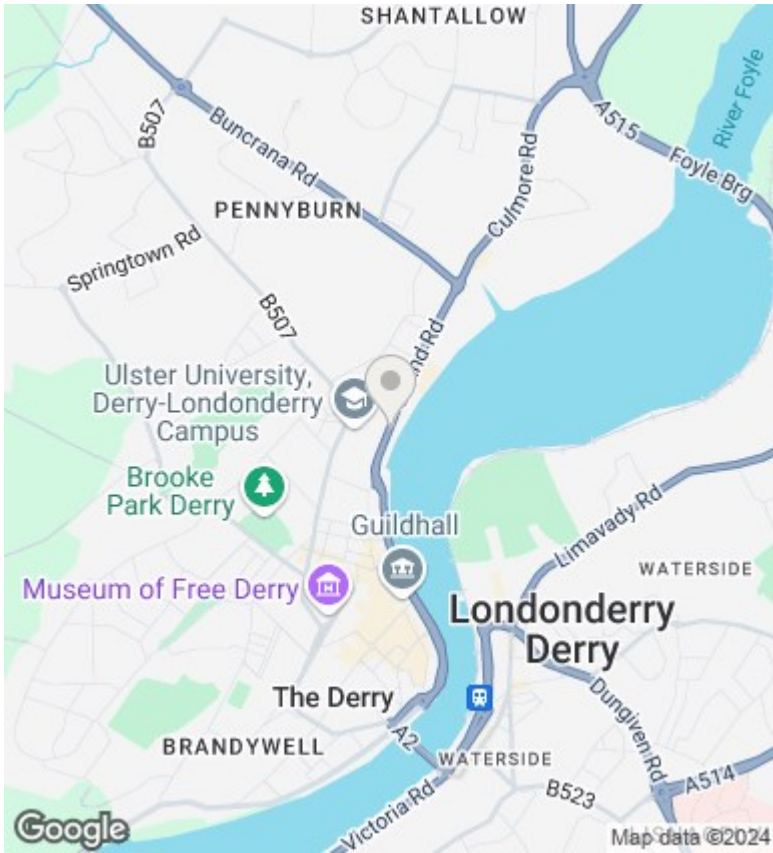 SHANTALLOW
River Foyle
B507
Buncrana Rd
A515
Foyle Brg
Culmore Rd
PENNYBURN
Springtown Rd
B507
nd Rd
Ulster University,
Derry-Londonderry
Campus
Brooke
Park Derry
Guildhall
Limavady Rd
WATERSIDE
Museum of Free Derry
Londonderry
Derry
The Derry
Dungiven Rd
A2
BRANDYWELL
WATERSIDE
A514
Victoria Rd
B523
Google
Map data ©2024